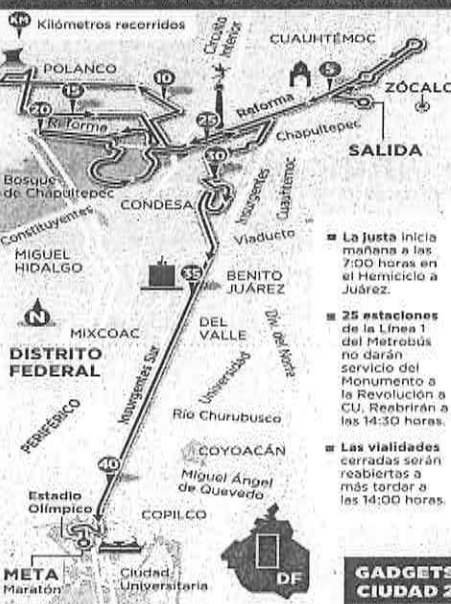 KM Kilómetros recorridos
CUAUHTÉMOC
Circuito Interior
POLANCO
5
10
ZÓCALO
15
20
Reforma
25
Reforma
Chapultepec
SALIDA
30
Bosque
de Chapultepec
CONDESA
Insurgentes
Cuauhtémoc
Constituyentes
Viaducto
MIGUEL
HIDALGO
35
BENITO
JUÁREZ
N
MIXCOAC
DEL
VALLE
Div. del Norte
DISTRITO
FEDERAL
Insurgentes Sur
Universidad
PERIFÉRICO
Río Churubusco
COYOACÁN
40
Miguel Ángel
de Quevedo
Estadio
Olímpico
COPILCO
META
Maratón
Ciudad
Universitaria
DF
La justa inicia
mañana a las
7:00 horas en
el Hemiciclo a
Juárez.
25 estaciones
de la Línea 1
del Metrobús
no darán
servicio del
Monumento a
la Revolución a
CU. Reabrirán a
las 14:30 horas.
Las vialidades
cerradas serán
reabiertas a
más tardar a
las 14:00 horas.
GADGETS
CIUDAD 2